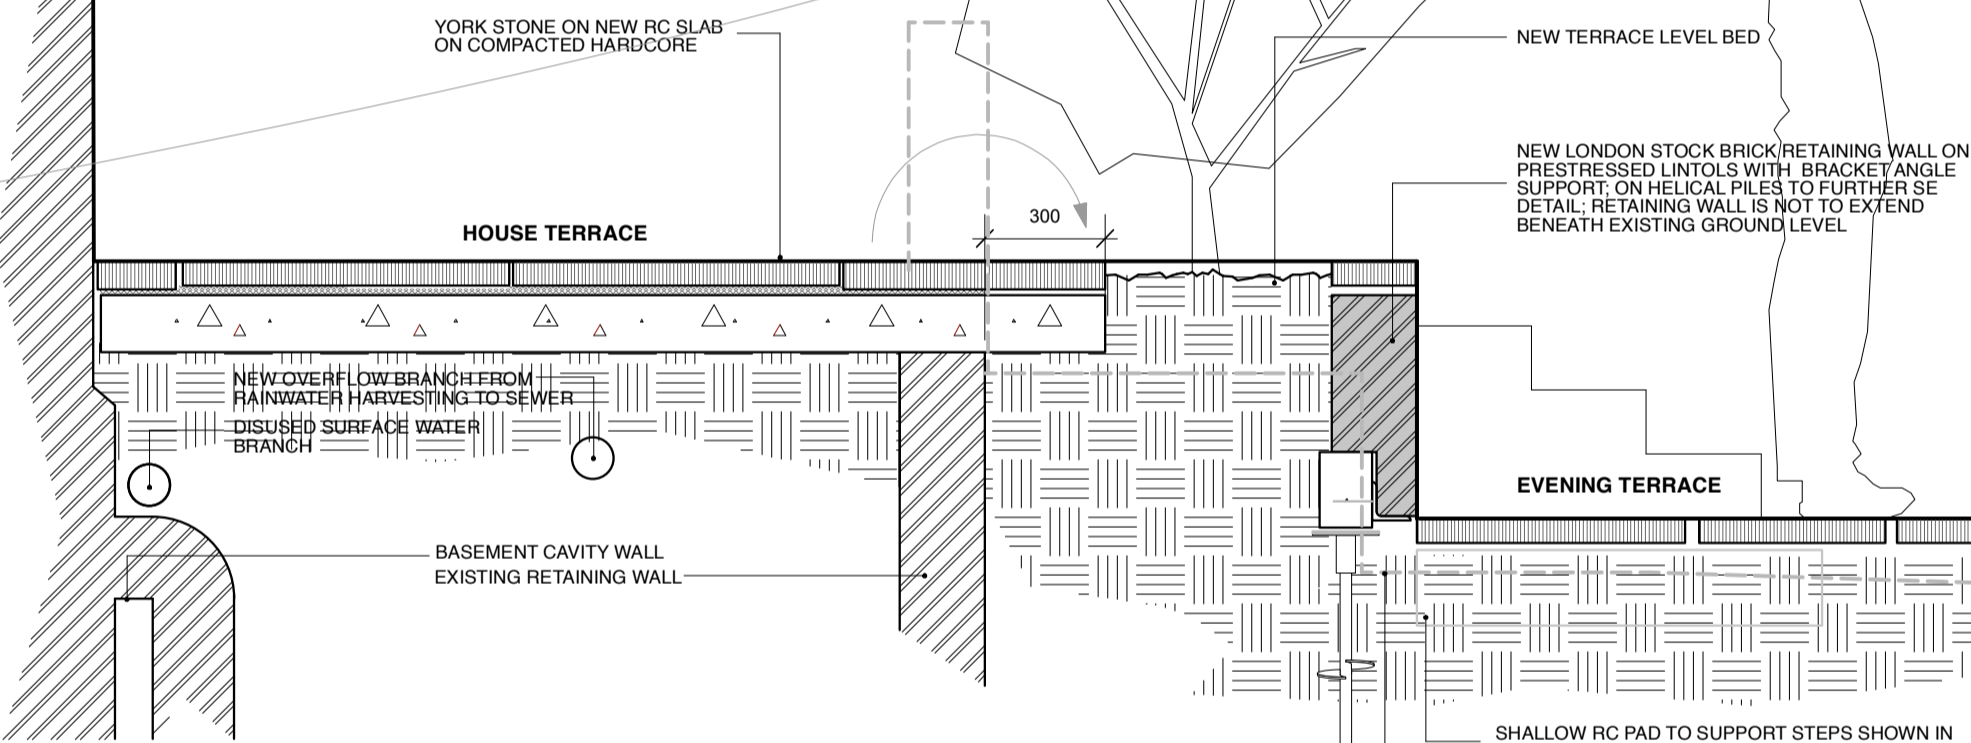 YORK STONE ON NEW RC SLAB
ON COMPACTED HARDCORE
NEW TERRACE LEVEL BED
NEW LONDON STOCK BRICK RETAINING WALL ON
PRESTRESSED LINTOLS WITH BRACKET ANGLE
SUPPORT; ON HELICAL PILES TO FURTHER SE
DETAIL; RETAINING WALL IS NOT TO EXTEND
BENEATH EXISTING GROUND LEVEL
300
HOUSE TERRACE
NEW OVERFLOW BRANCH FROM
RAINWATER HARVESTING TO SEWER
DISUSED SURFACE WATER
BRANCH
EVENING TERRACE
BASEMENT CAVITY WALL
EXISTING RETAINING WALL
SHALLOW RC PAD TO SUPPORT STEPS SHOWN IN